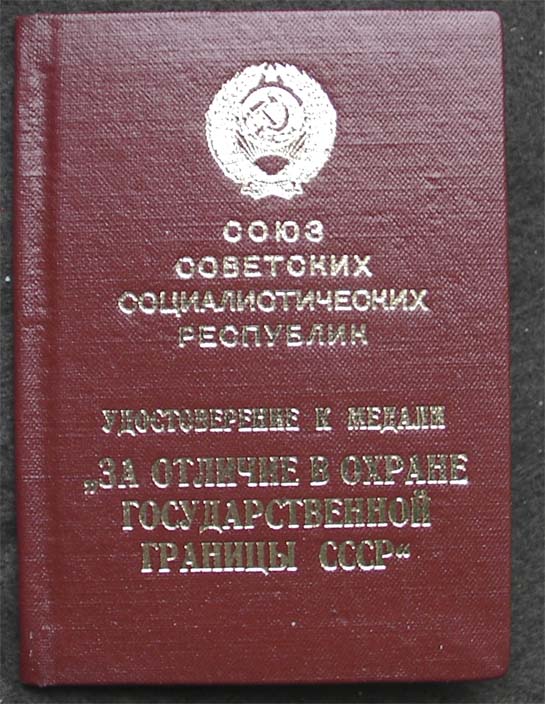 СОЮЗ
СОВЕТСКИХ
СОЦИАЛИСТИЧЕСКИХ
РЕСПУБЛИК
УДОСТОВЕРЕНИЕ К МЕДАЛИ
„ЗА ОТЛИЧИЕ В ОХРАНЕ
ГОСУДАРСТВЕННОЙ
ГРАНИЦЫ СССР“